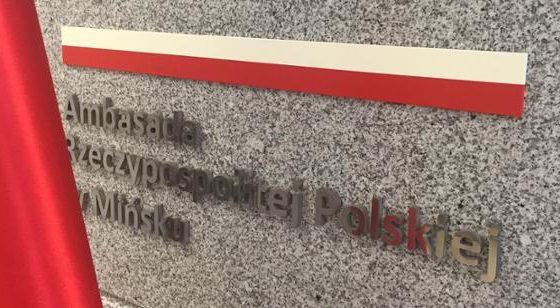 Ambasada
Rzeczypospolitej Polskiej
w Mińsku